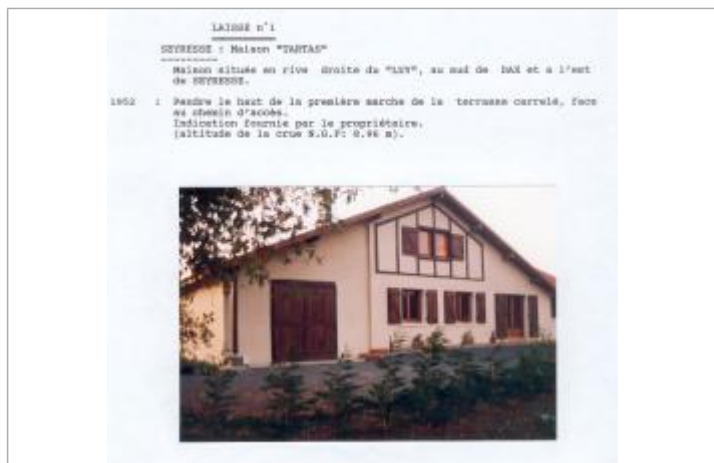 LAISSE n°1
SEYRESSE : Maison "TARTAS"
Maison située en rive droite du "LUY", au sud de DAX et a l'est
de SEYRESSE.
1952 : Pendre le haut de la première marche de la terrasse carrelé, face
au chemin d'accès.
Indication fournie par le propriétaire.
(altitude de la crue N.G.F: 8.96 m).